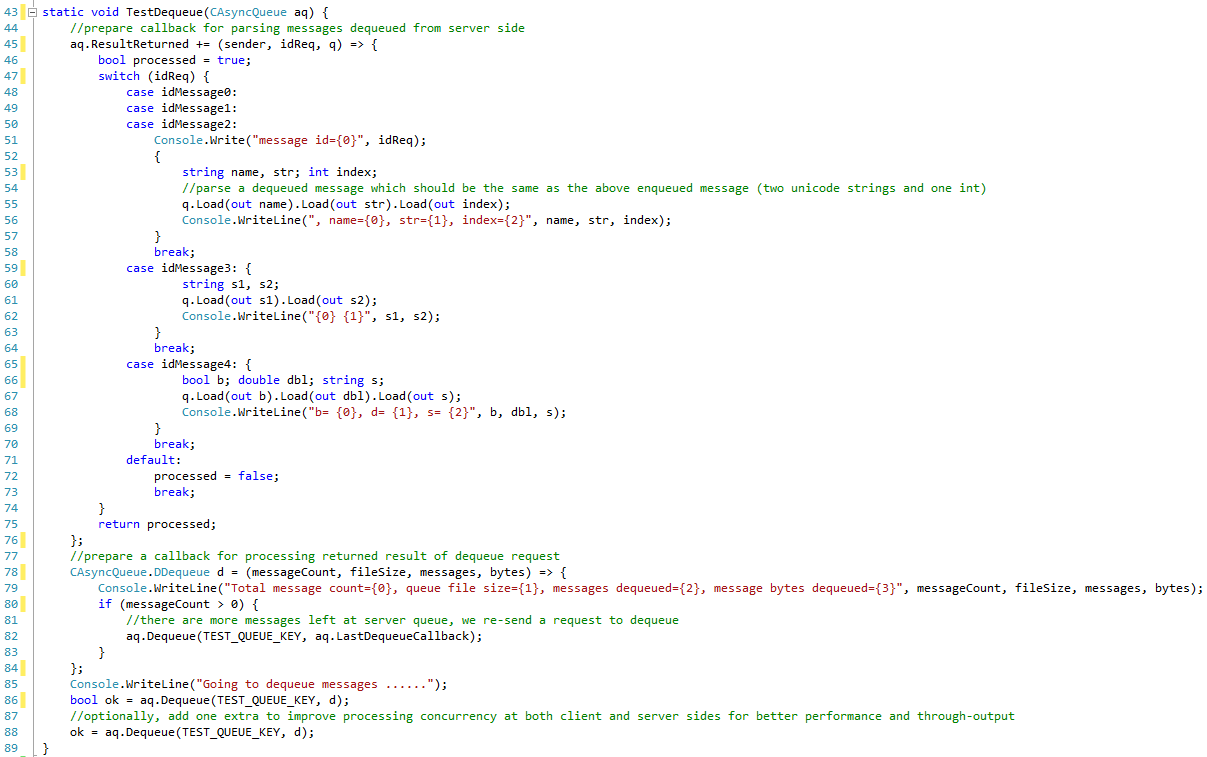 43 static void TestDequeue(CAsyncQueue aq) {
44     //prepare callback for parsing messages dequeued from server side
45     aq.ResultReturned += (sender, idReq, q) => {
46         bool processed = true;
47         switch (idReq) {
48             case idMessage0:
49             case idMessage1:
50             case idMessage2:
51                 Console.Write("message id={0}", idReq);
52                 {
53                     string name, str; int index;
54                     //parse a dequeued message which should be the same as the above enqueued message (two unicode strings and one int)
55                     q.Load(out name).Load(out str).Load(out index);
56                     Console.WriteLine(", name={0}, str={1}, index={2}", name, str, index);
57                 }
58                 break;
59             case idMessage3: {
60                     string s1, s2;
61                     q.Load(out s1).Load(out s2);
62                     Console.WriteLine("{0} {1}", s1, s2);
63                 }
64                 break;
65             case idMessage4: {
66                     bool b; double dbl; string s;
67                     q.Load(out b).Load(out dbl).Load(out s);
68                     Console.WriteLine("b= {0}, d= {1}, s= {2}", b, dbl, s);
69                 }
70                 break;
71             default:
72                 processed = false;
73                 break;
74         }
75         return processed;
76     };
77     //prepare a callback for processing returned result of dequeue request
78     CAsyncQueue.DDequeue d = (messageCount, fileSize, messages, bytes) => {
79         Console.WriteLine("Total message count={0}, queue file size={1}, messages dequeued={2}, message bytes dequeued={3}", messageCount, fileSize, messages, bytes);
80         if (messageCount > 0) {
81             //there are more messages left at server queue, we re-send a request to dequeue
82             aq.Dequeue(TEST_QUEUE_KEY, aq.LastDequeueCallback);
83         }
84     };
85     Console.WriteLine("Going to dequeue messages ......");
86     bool ok = aq.Dequeue(TEST_QUEUE_KEY, d);
87     //optionally, add one extra to improve processing concurrency at both client and server sides for better performance and through-output
88     ok = aq.Dequeue(TEST_QUEUE_KEY, d);
89 }